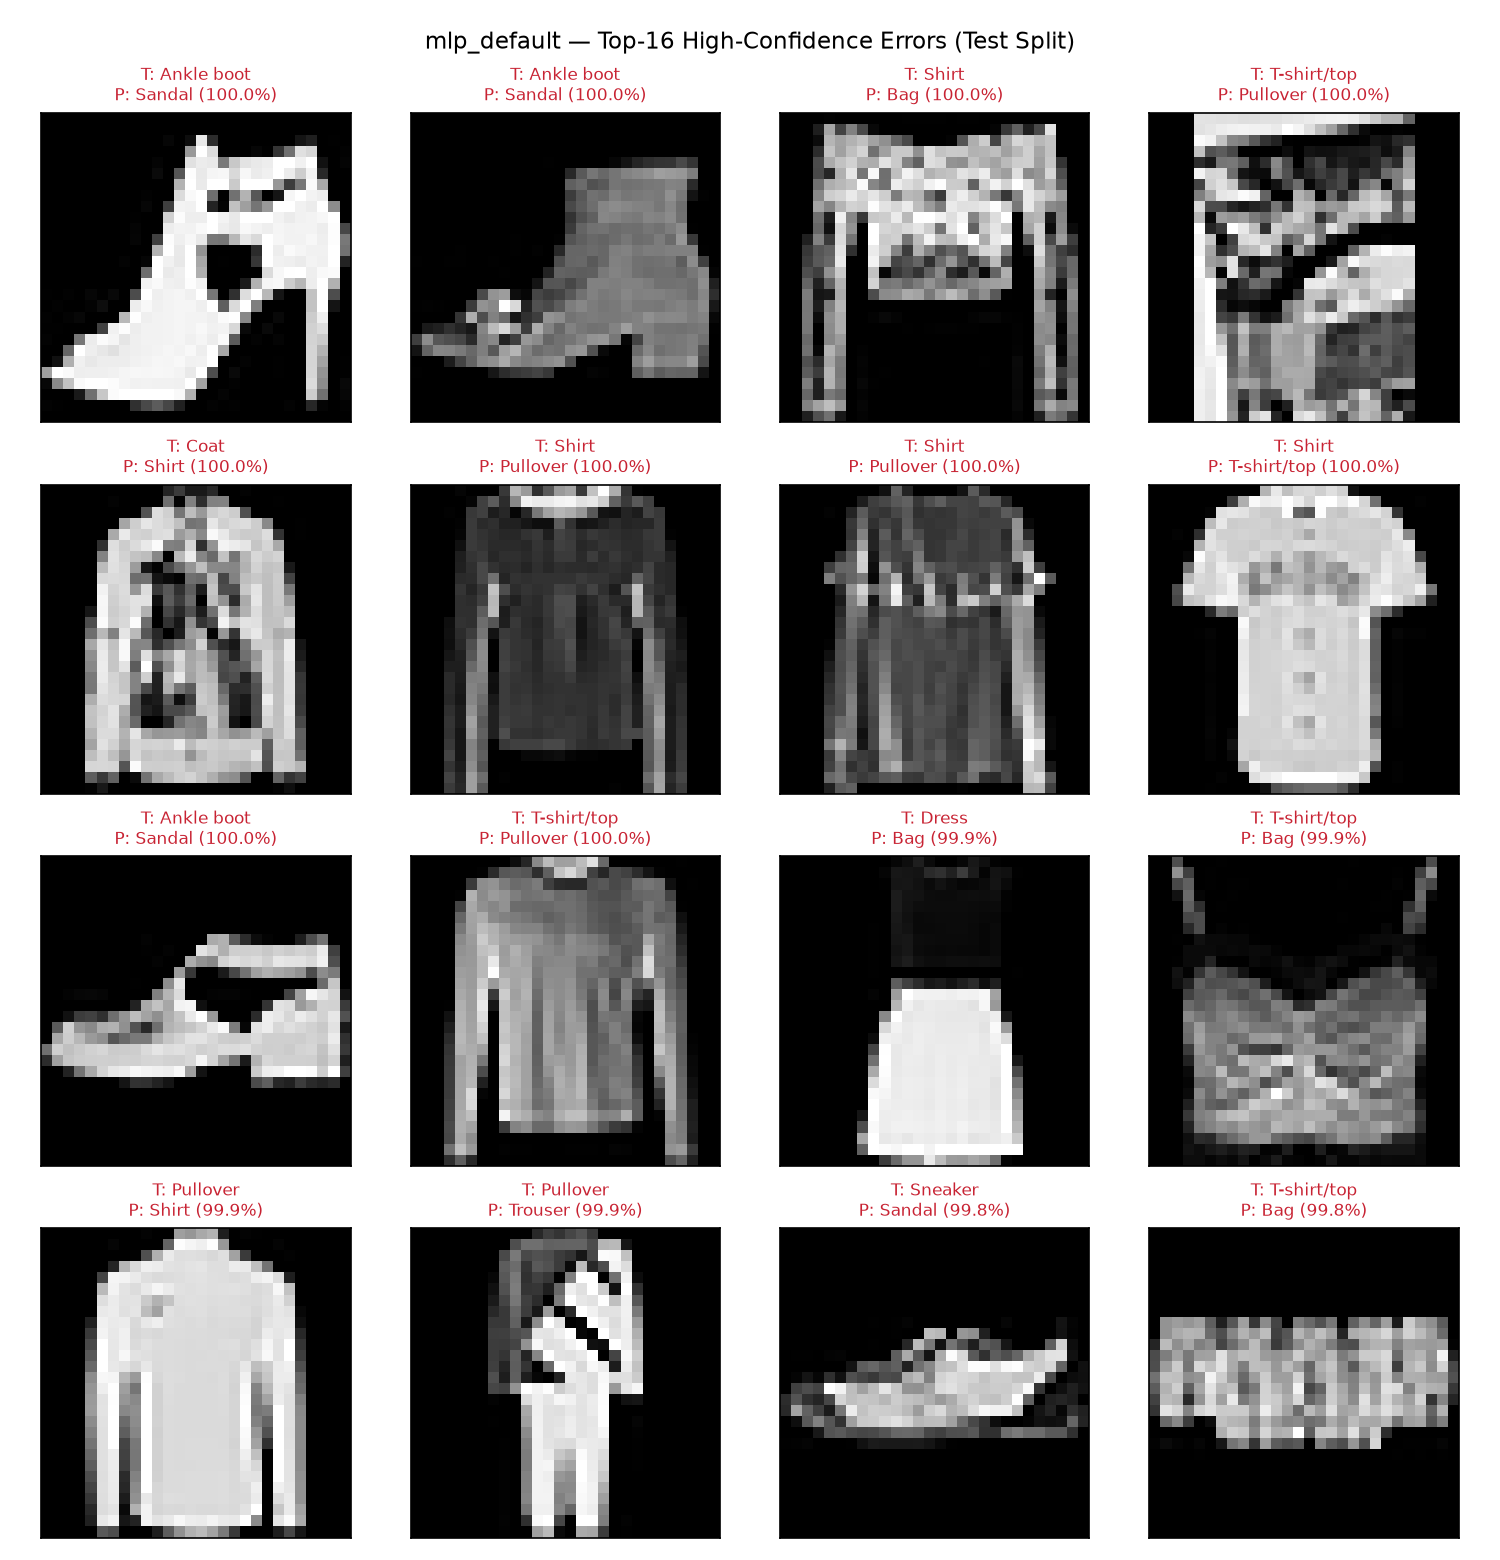 mlp_default — Top-16 High-Confidence Errors (Test Split)
T: Ankle boot
P: Sandal (100.0%)
T: Ankle boot
P: Sandal (100.0%)
T: Shirt
P: Bag (100.0%)
T: T-shirt/top
P: Pullover (100.0%)
T: Coat
P: Shirt (100.0%)
T: Shirt
P: Pullover (100.0%)
T: Shirt
P: Pullover (100.0%)
T: Shirt
P: T-shirt/top (100.0%)
T: Ankle boot
P: Sandal (100.0%)
T: T-shirt/top
P: Pullover (100.0%)
T: Dress
P: Bag (99.9%)
T: T-shirt/top
P: Bag (99.9%)
T: Pullover
P: Shirt (99.9%)
T: Pullover
P: Trouser (99.9%)
T: Sneaker
P: Sandal (99.8%)
T: T-shirt/top
P: Bag (99.8%)